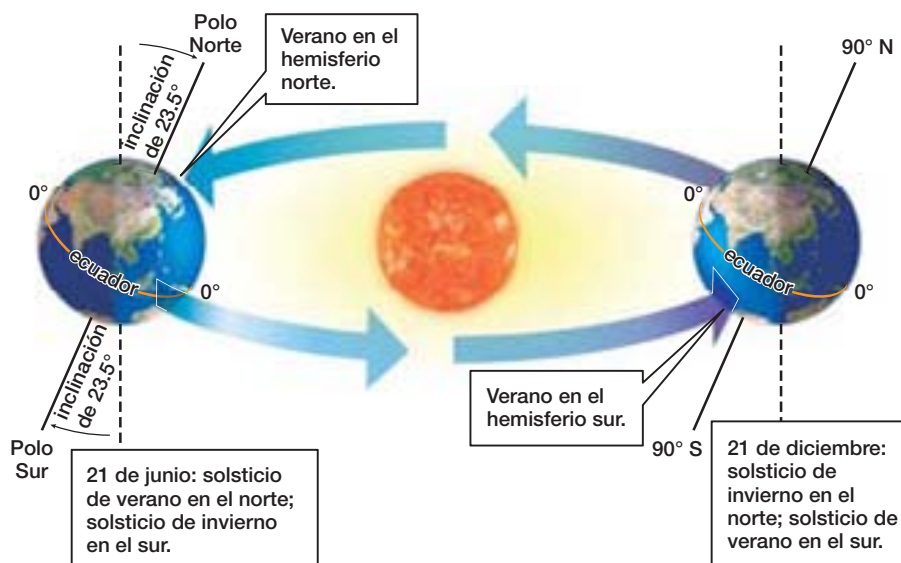 Polo
Norte
inclinación
de 23.5°
Verano en el
hemisferio
norte.
90° N
0°
ecuador
0°
0°
ecuador
0°
inclinación
de 23.5°
Polo
Sur
Verano en el
hemisferio sur.
90° S
21 de junio: solsticio
de verano en el norte;
solsticio de invierno
en el sur.
21 de diciembre:
solsticio de
invierno en el
norte; solsticio de
verano en el sur.